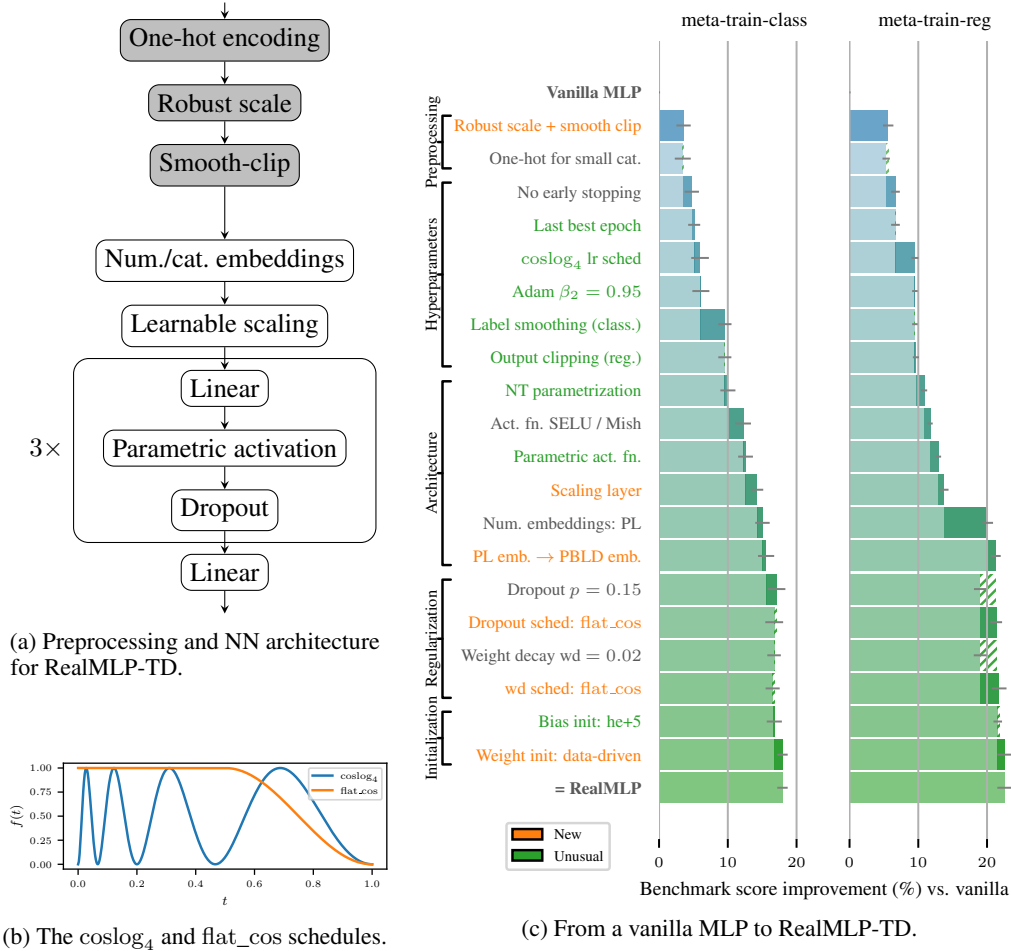 One-hot encoding
Robust scale
Smooth-clip
Num./cat. embeddings
Learnable scaling
3×
Linear
Parametric activation
Dropout
Linear
(a) Preprocessing and NN architecture
for RealMLP-TD.
1.00
0.75
0.50
0.25
0.00
f(t)
coslog₄
flat_cos
0.0 0.2 0.4 0.6 0.8 1.0
t
(b) The coslog₄ and flat_cos schedules.
meta-train-class meta-train-reg
Vanilla MLP
Preprocessing
Robust scale + smooth clip
One-hot for small cat.
Hyperparameters
No early stopping
Last best epoch
coslog₄ lr sched
Adam β₂ = 0.95
Label smoothing (class.)
Output clipping (reg.)
Architecture
NT parametrization
Act. fn. SELU / Mish
Parametric act. fn.
Scaling layer
Num. embeddings: PL
PL emb. → PBLD emb.
Regularization
Dropout p = 0.15
Dropout sched: flat_cos
Weight decay wd = 0.02
wd sched: flat_cos
Initialization
Bias init: he+5
Weight init: data-driven
= RealMLP
New
Unusual
0 10 20 0 10 20
Benchmark score improvement (%) vs. vanilla
(c) From a vanilla MLP to RealMLP-TD.